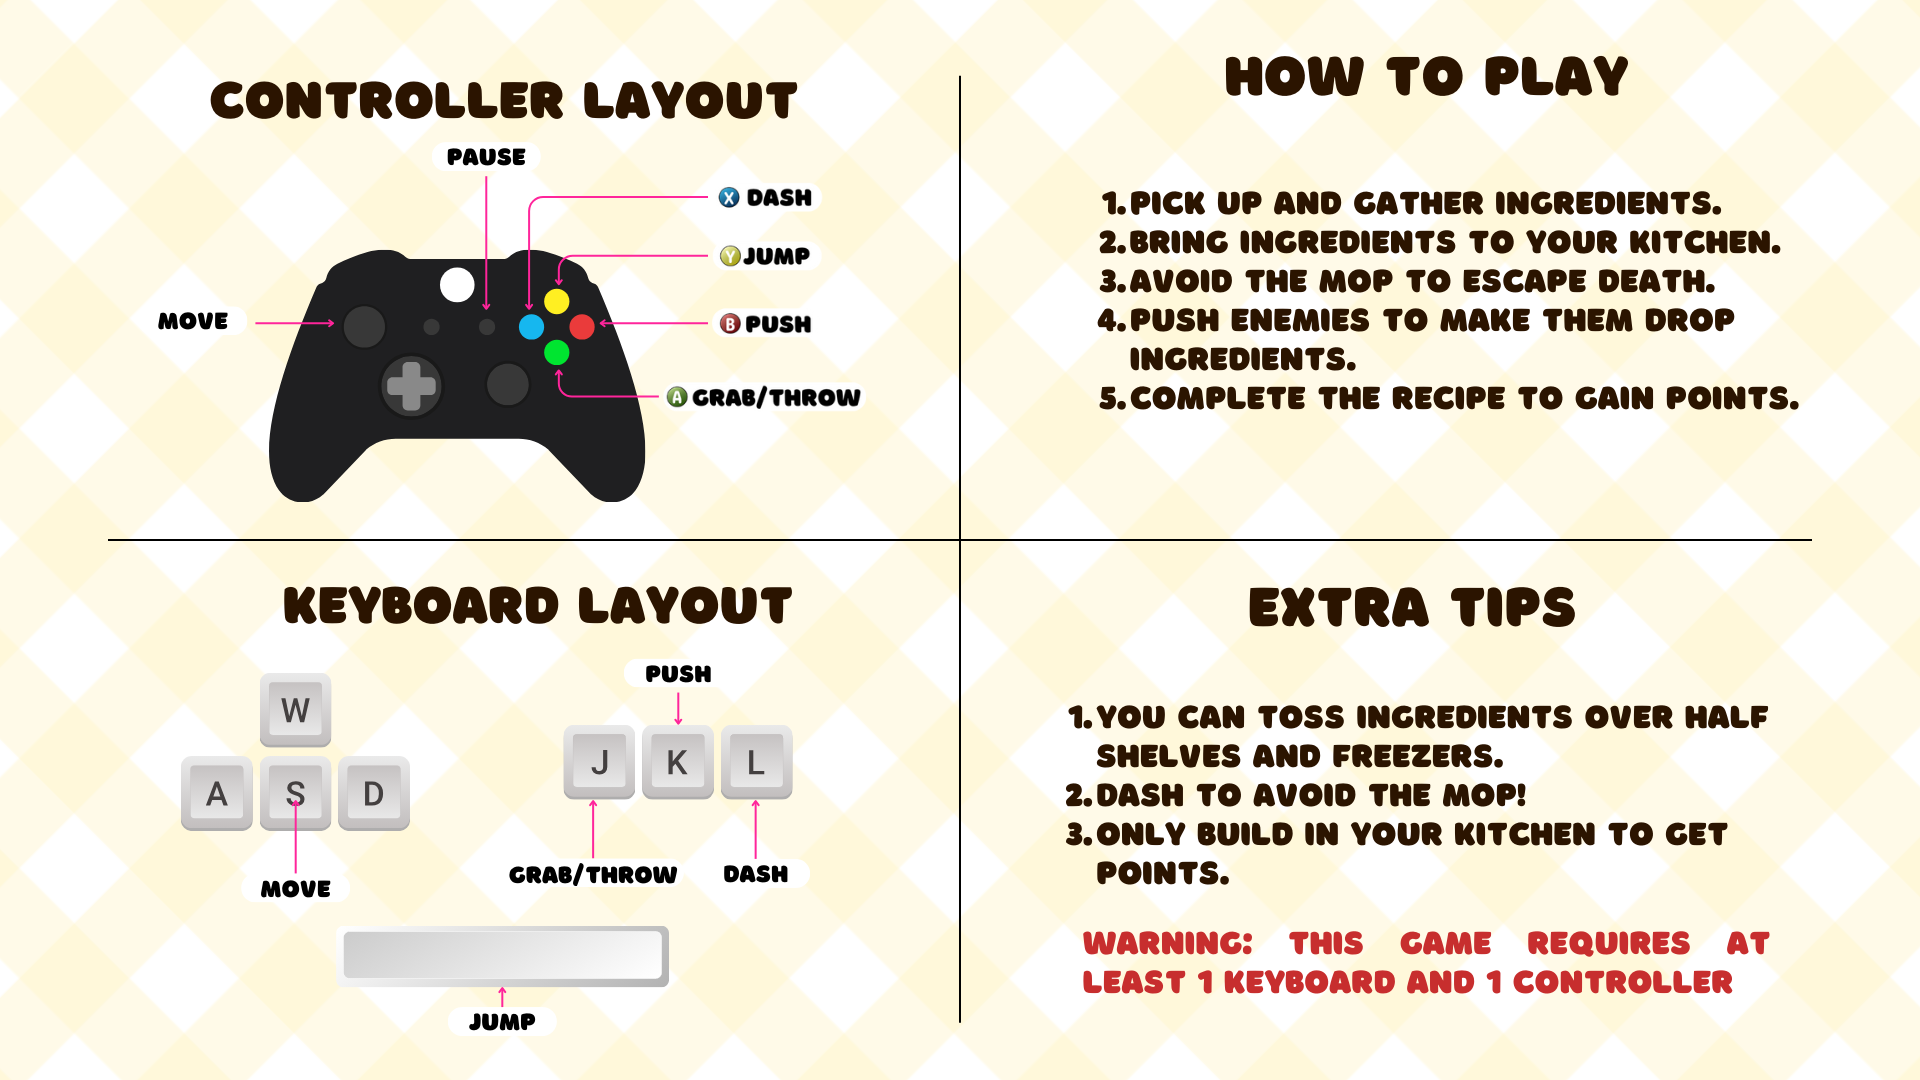 CONTROLLER LAYOUT
PAUSE
X DASH
Y JUMP
MOVE
B PUSH
A GRAB/THROW
HOW TO PLAY
1. PICK UP AND GATHER INGREDIENTS.
2. BRING INGREDIENTS TO YOUR KITCHEN.
3. AVOID THE MOP TO ESCAPE DEATH.
4. PUSH ENEMIES TO MAKE THEM DROP
INGREDIENTS.
5. COMPLETE THE RECIPE TO GAIN POINTS.
KEYBOARD LAYOUT
PUSH
W
J K L
A S D
GRAB/THROW DASH
MOVE
JUMP
EXTRA TIPS
1. YOU CAN TOSS INGREDIENTS OVER HALF
SHELVES AND FREEZERS.
2. DASH TO AVOID THE MOP!
3. ONLY BUILD IN YOUR KITCHEN TO GET
POINTS.
WARNING: THIS GAME REQUIRES AT
LEAST 1 KEYBOARD AND 1 CONTROLLER